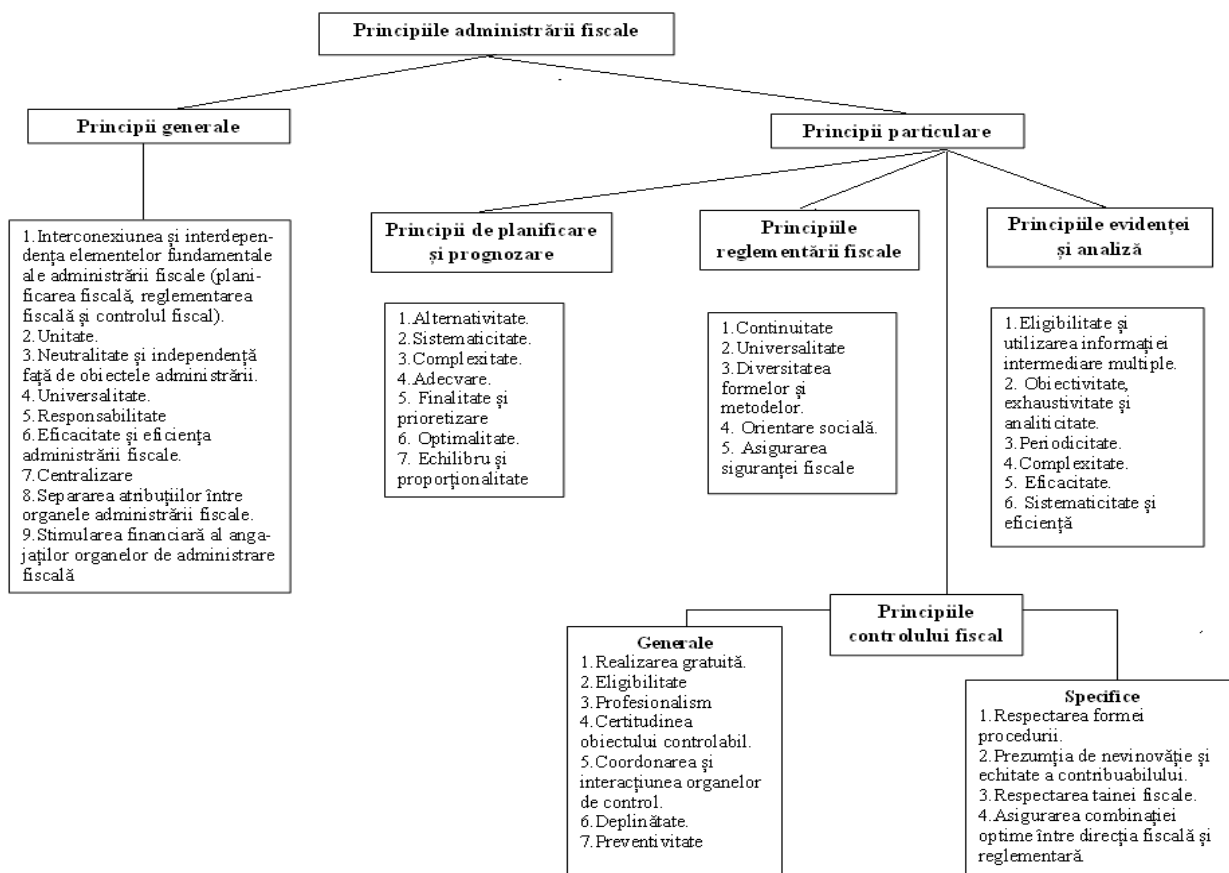 Principiile administrării fiscale
Principii generale
Principii particulare
1.Interconexiunea și interdepen-
dența elementelor fundamentale
ale administrării fiscale (plani-
ficarea fiscală, reglementarea
fiscală și controlul fiscal).
2. Unitate.
3.Neutralitate și independență
față de obiectele administrării.
4.Universalitate.
5.Responsabilitate
6.Eficacitate și eficiența
administrării fiscale.
7.Centralizare
8.Separarea atribuțiilor între
organele administrării fiscale.
9.Stimularea financiară al anga-
jaților organelor de administrare
fiscală
Principii de planificare
și prognozare
1.Alternativitate.
2.Sistematicitate.
3.Complexitate.
4.Adecvare.
5. Finalitate și
prioretizare
6. Optimalitate.
7. Echilibru și
proporționalitate
Principiile
reglementării fiscale
1.Continuitate
2.Universalitate
3.Diversitatea
formelor și
metodelor.
4. Orientare socială.
5. Asigurarea
siguranței fiscale
Principiile evidenței
și analiză
1.Eligibilitate și
utilizarea informației
intermediare multiple.
2. Obiectivitate,
exhaustivitate și
analiticitate.
3.Periodicitate.
4.Complexitate.
5. Eficacitate.
6. Sistematicitate și
eficiență
Principiile
controlului fiscal
Generale
1.Realizarea gratuită.
2.Eligibilitate
3.Profesionalism
4.Certitudinea
obiectului controlabil.
5.Coordonarea și
interacțiunea organelor
de control.
6.Deplinătate.
7.Preventivitate
Specifice
1.Respectarea formei
procedurii.
2.Prezumția de nevinovăție și
echitate a contribuabilului.
3.Respectarea tainei fiscale.
4.Asigurarea combinației
optime între direcția fiscală și
reglementară.